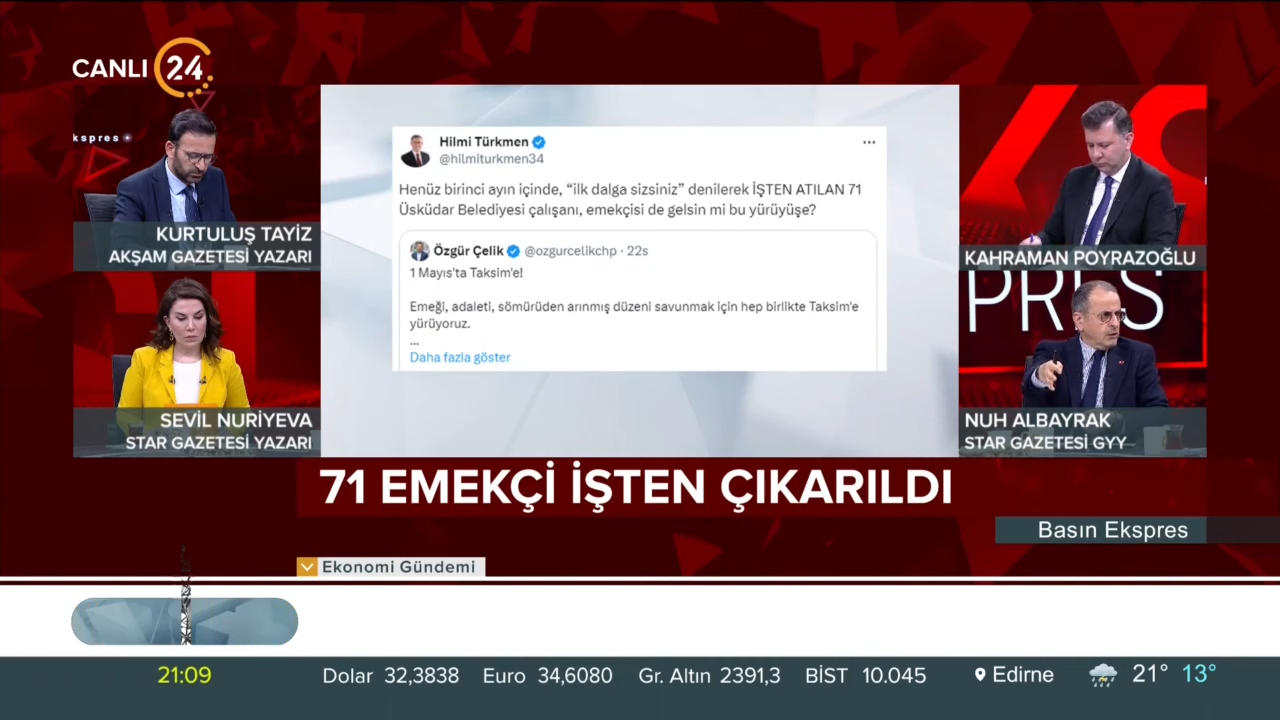 CANLI 24
kspres
KURTULUŞ TAYİZ
AKŞAM GAZETESİ YAZARI
SEVİL NURİYEVA
STAR GAZETESİ YAZARI
Hilmi Türkmen
@hilmiturkmen34
Henüz birinci ayın içinde, “ilk dalga sizsiniz” denilerek İŞTEN ATILAN 71
Üsküdar Belediyesi çalışanı, emekçisi de gelsin mi bu yürüyüşe?
Özgür Çelik @ozgurcelikchp · 22s
1 Mayıs'ta Taksim'e!
Emeği, adaleti, sömürüden arınmış düzeni savunmak için hep birlikte Taksim'e
yürüyoruz.
...
Daha fazla göster
KAHRAMAN POYRAZOĞLU
PRES
NUH ALBAYRAK
STAR GAZETESİ GYY
71 EMEKÇİ İŞTEN ÇIKARILDI
Basın Ekspres
Ekonomi Gündemi
21:09 Dolar 32,3838 Euro 34,6080 Gr. Altın 2391,3 BİST 10.045 Edirne 21° 13°